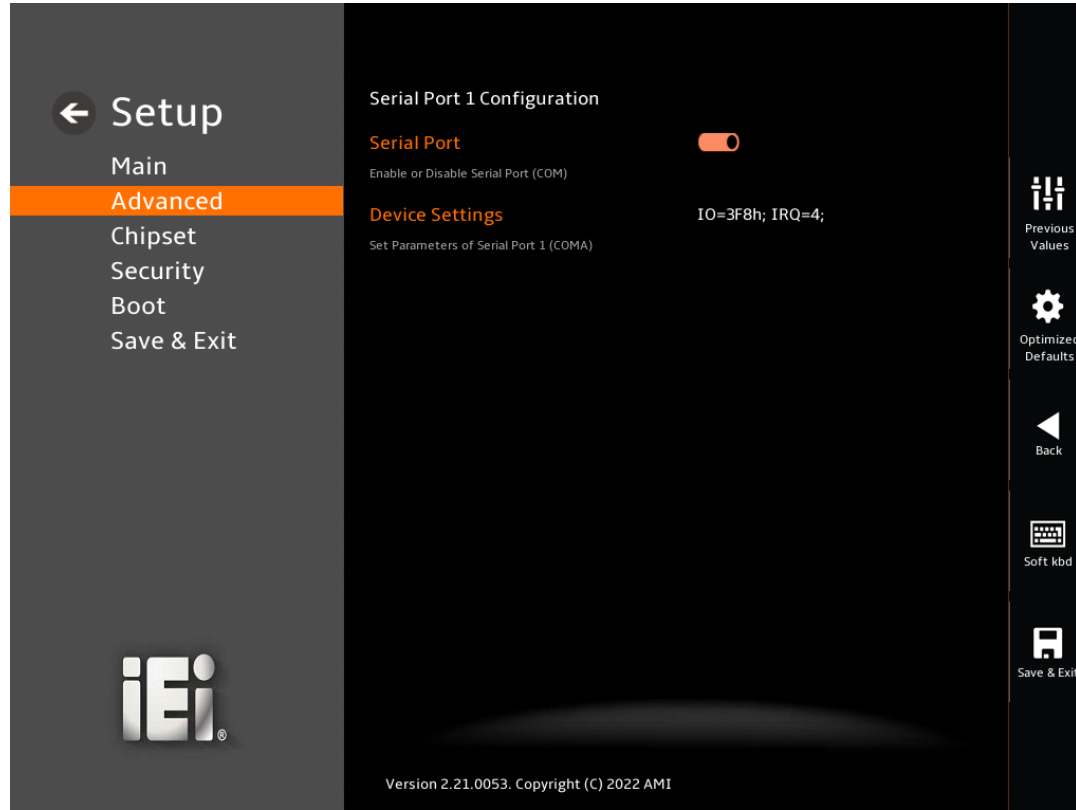 Setup
Main
Advanced
Chipset
Security
Boot
Save & Exit
iEi®
Serial Port 1 Configuration
Serial Port
Enable or Disable Serial Port (COM)
Device Settings
IO=3F8h; IRQ=4;
Set Parameters of Serial Port 1 (COMA)
Version 2.21.0053. Copyright (C) 2022 AMI
Previous
Values
Optimized
Defaults
Back
Soft kbd
Save & Exit